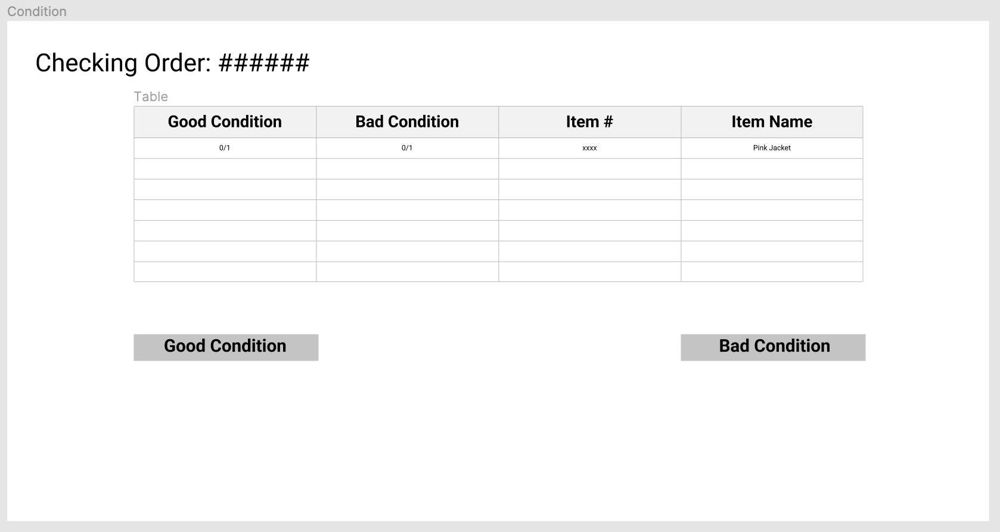 Condition
Checking Order: ######
Table
Good Condition Bad Condition Item # Item Name
0/1 0/1 xxxx Pink Jacket
Good Condition Bad Condition